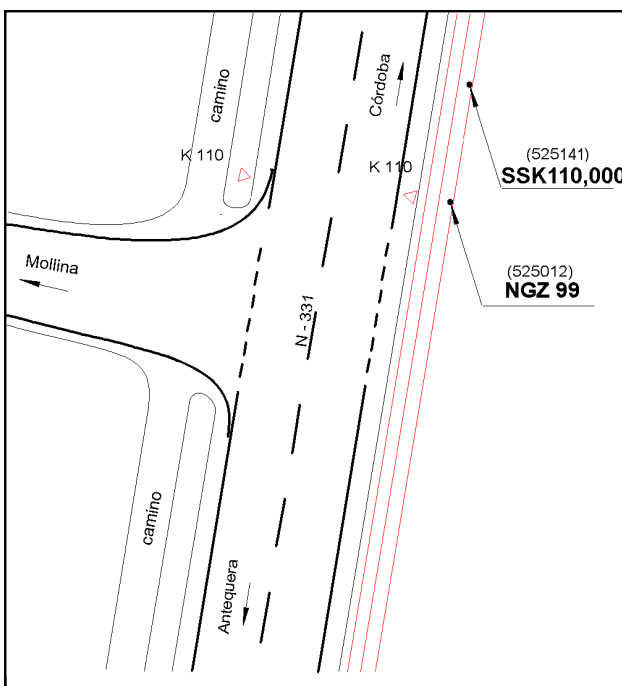 camino
Córdoba
K 110
K 110
(525141)
SSK110,000
Mollina
(525012)
NGZ 99
N - 331
camino
Antequera